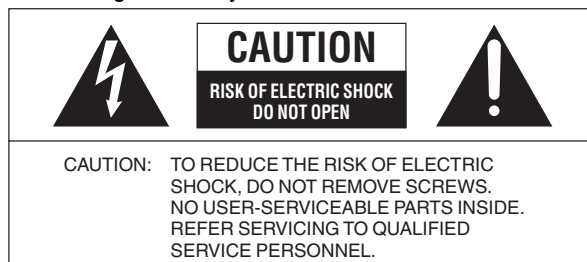 CAUTION
RISK OF ELECTRIC SHOCK
DO NOT OPEN
CAUTION: TO REDUCE THE RISK OF ELECTRIC
SHOCK, DO NOT REMOVE SCREWS.
NO USER-SERVICEABLE PARTS INSIDE.
REFER SERVICING TO QUALIFIED
SERVICE PERSONNEL.